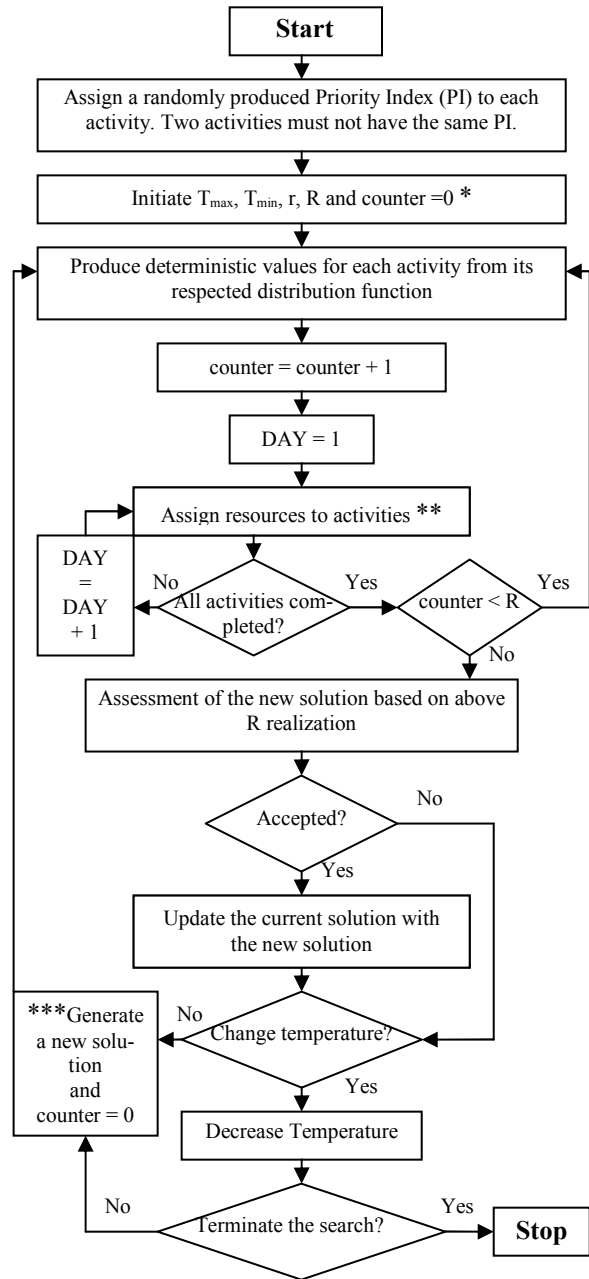 Start
Assign a randomly produced Priority Index (PI) to each
activity. Two activities must not have the same PI.
Initiate Tmax, Tmin, r, R and counter =0 *
Produce deterministic values for each activity from its
respected distribution function
counter = counter + 1
DAY = 1
Assign resources to activities **
DAY
=
DAY
+ 1
No
All activities com-
pleted?
Yes
counter < R
Yes
No
Assessment of the new solution based on above
R realization
Accepted?
No
Yes
Update the current solution with
the new solution
***Generate
a new solu-
tion
and
counter = 0
No
Change temperature?
Yes
Decrease Temperature
No
Terminate the search?
Yes
Stop